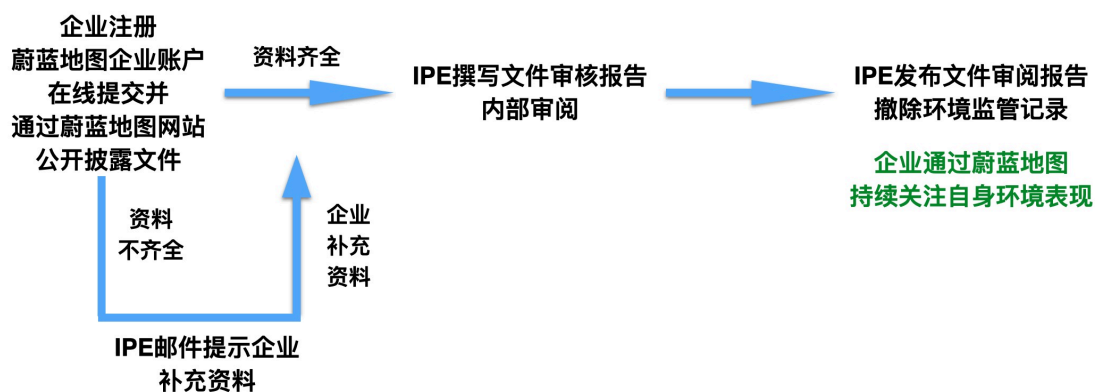 企业注册
蔚蓝地图企业账户
在线提交并
通过蔚蓝地图网站
公开披露文件
资料齐全
IPE撰写文件审核报告
内部审阅
IPE发布文件审阅报告
撤除环境监管记录
企业通过蔚蓝地图
持续关注自身环境表现
资料
不齐全
企业
补充
资料
IPE邮件提示企业
补充资料